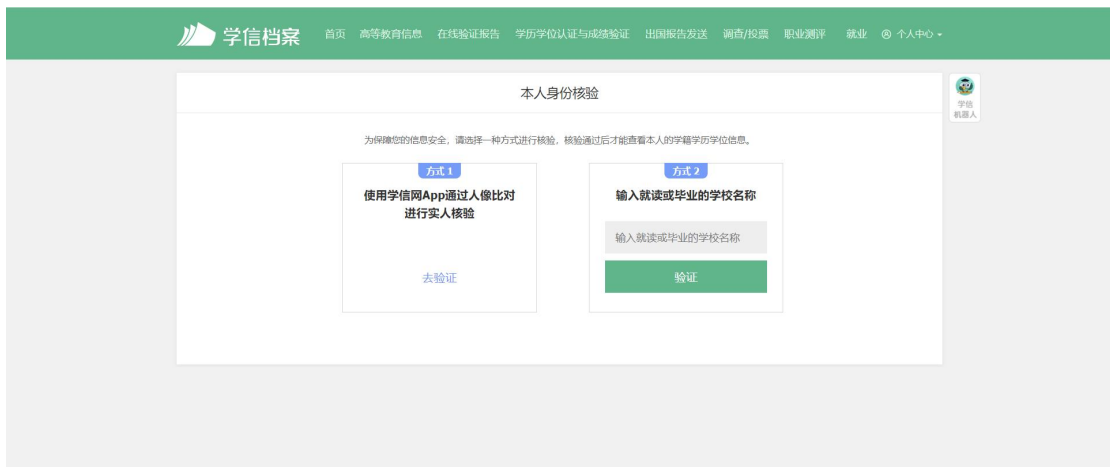 学信档案
首页 高等教育信息 在线验证报告 学历学位认证与成绩验证 出国报告发送 调查/投票 职业测评 就业 个人中心
本人身份核验
学信
机器人
为保障您的信息安全，请选择一种方式进行核验，核验通过后才能查看本人的学籍学历学位信息。
方式 1
使用学信网App通过人像比对
进行实人核验
去验证
方式 2
输入就读或毕业的学校名称
输入就读或毕业的学校名称
验证